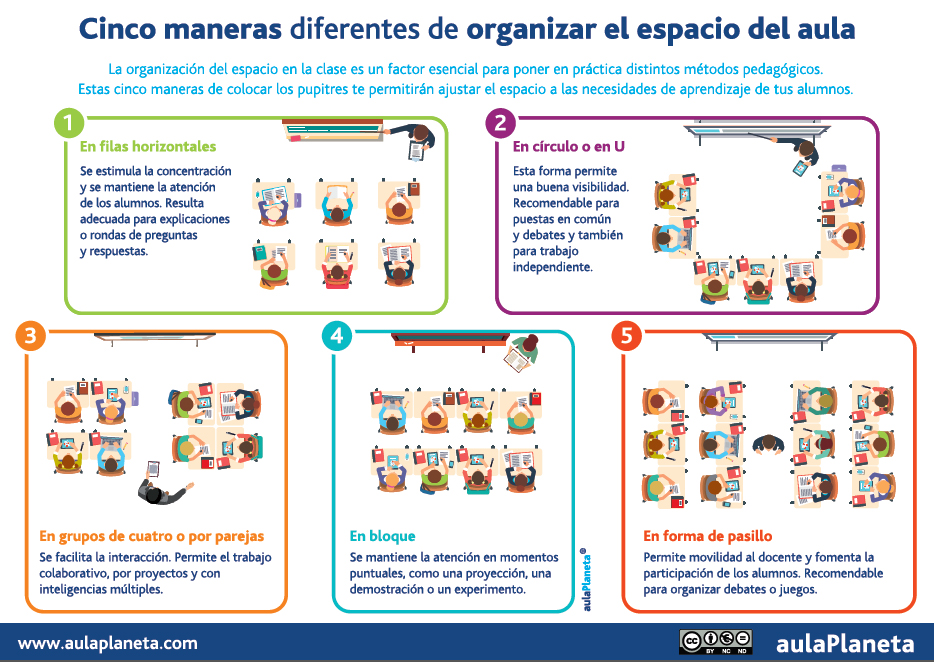 Cinco maneras diferentes de organizar el espacio del aula
La organización del espacio en la clase es un factor esencial para poner en práctica distintos métodos pedagógicos.
Estas cinco maneras de colocar los pupitres te permitirán ajustar el espacio a las necesidades de aprendizaje de tus alumnos.
1
En filas horizontales
Se estimula la concentración
y se mantiene la atención
de los alumnos. Resulta
adecuada para explicaciones
o rondas de preguntas
y respuestas.
2
En círculo o en U
Esta forma permite
una buena visibilidad.
Recomendable para
puestas en común
y debates y también
para trabajo
independiente.
3
En grupos de cuatro o por parejas
Se facilita la interacción. Permite el trabajo
colaborativo, por proyectos y con
inteligencias múltiples.
4
En bloque
Se mantiene la atención en momentos
puntuales, como una proyección, una
demostración o un experimento.
aulaPlaneta®
5
En forma de pasillo
Permite movilidad al docente y fomenta la
participación de los alumnos. Recomendable
para organizar debates o juegos.
www.aulaplaneta.com
cc
BY NC ND
aulaPlaneta